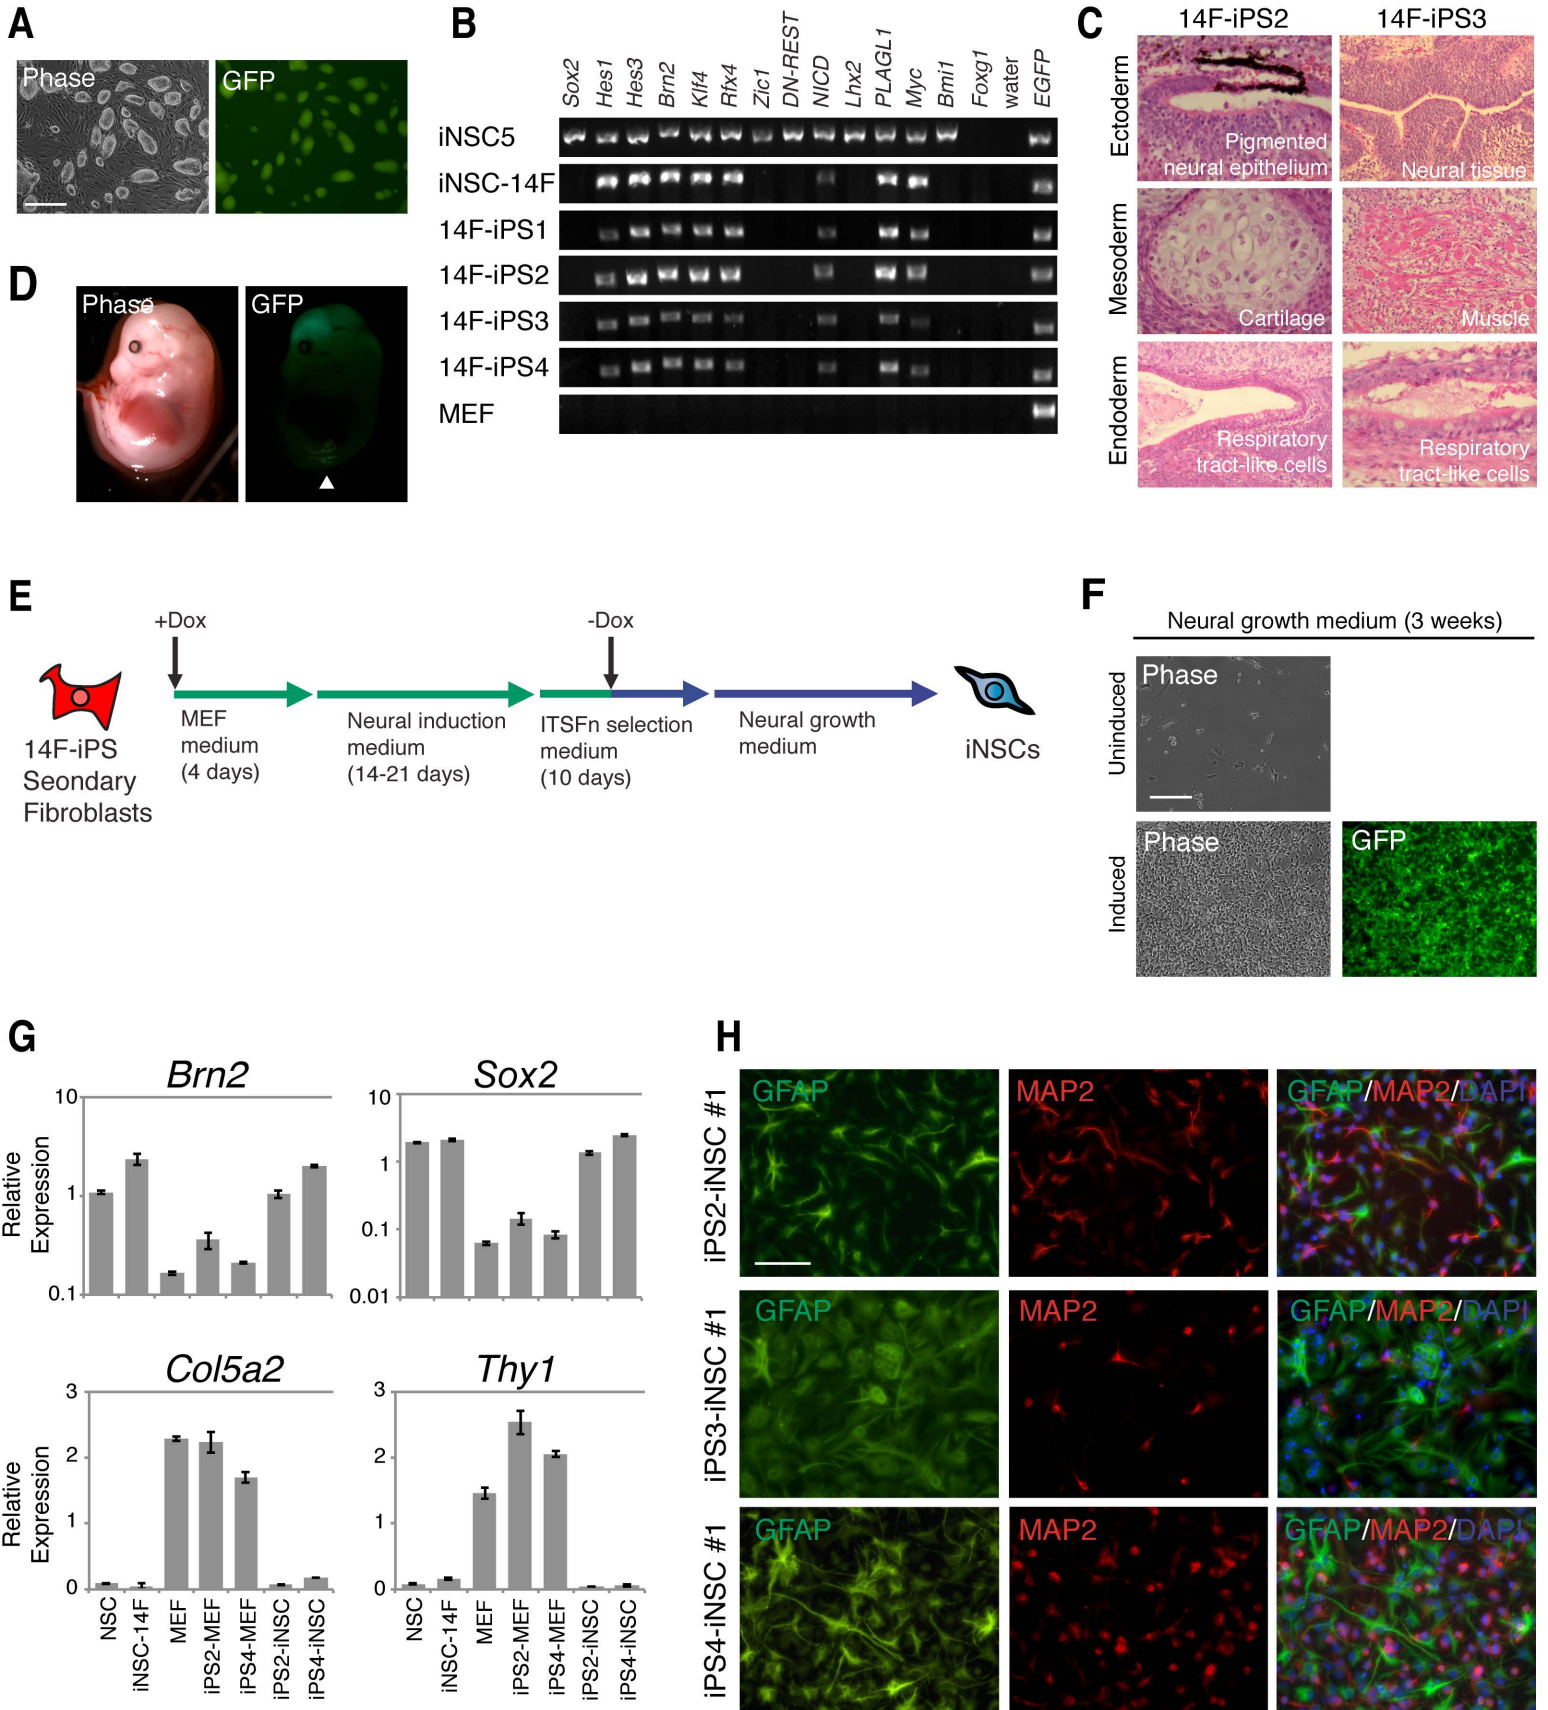 A
Phase
GFP
B
Sox2
Hes1
Hes3
Brn2
Klf4
Rfx4
Zic1
DN-REST
NICD
Lhx2
PLAGL1
Myc
Bmi1
Foxg1
water
EGFP
iNSC5
iNSC-14F
14F-iPS1
14F-iPS2
14F-iPS3
14F-iPS4
MEF
C
14F-iPS2
14F-iPS3
Ectoderm
Pigmented
neural epithelium
Neural tissue
Mesoderm
Cartilage
Muscle
Endoderm
Respiratory
tract-like cells
Respiratory
tract-like cells
D
Phase
GFP
E
+Dox
-Dox
14F-iPS
Seondary
Fibroblasts
MEF
medium
(4 days)
Neural induction
medium
(14-21 days)
ITSFn selection
medium
(10 days)
Neural growth
medium
iNSCs
F
Neural growth medium (3 weeks)
Uninduced
Phase
Induced
Phase
GFP
G
Brn2
Relative
Expression
10
1
0.1
Sox2
10
1
0.1
0.01
Col5a2
Relative
Expression
3
2
1
0
NSC
iNSC-14F
MEF
iPS2-MEF
iPS4-MEF
iPS2-iNSC
iPS4-iNSC
Thy1
3
2
1
0
NSC
iNSC-14F
MEF
iPS2-MEF
iPS4-MEF
iPS2-iNSC
iPS4-iNSC
H
iPS2-iNSC #1
GFAP
MAP2
GFAP/MAP2/DAPI
iPS3-iNSC #1
GFAP
MAP2
GFAP/MAP2/DAPI
iPS4-iNSC #1
GFAP
MAP2
GFAP/MAP2/DAPI